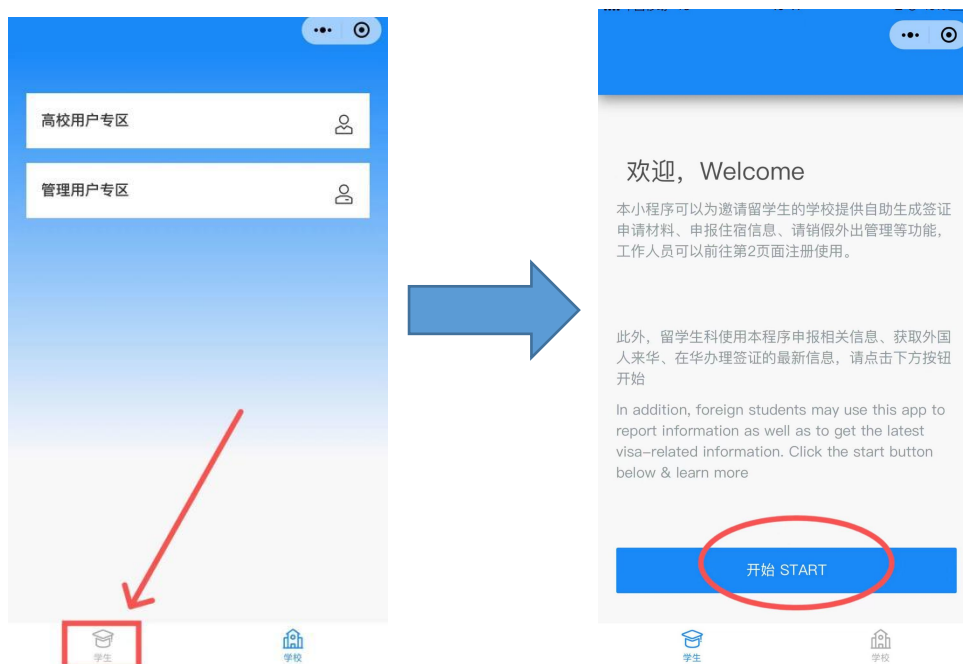 高校用户专区
管理用户专区
学生
学校
欢迎，Welcome
本小程序可以为邀请留学生的学校提供自助生成签证
申请材料、申报住宿信息、请销假外出管理等功能，
工作人员可以前往第2页面注册使用。
此外，留学生科使用本程序申报相关信息、获取外国
人来华、在华办理签证的最新信息，请点击下方按钮
开始
In addition, foreign students may use this app to
report information as well as to get the latest
visa-related information. Click the start button
below & learn more
开始 START
学生
学校